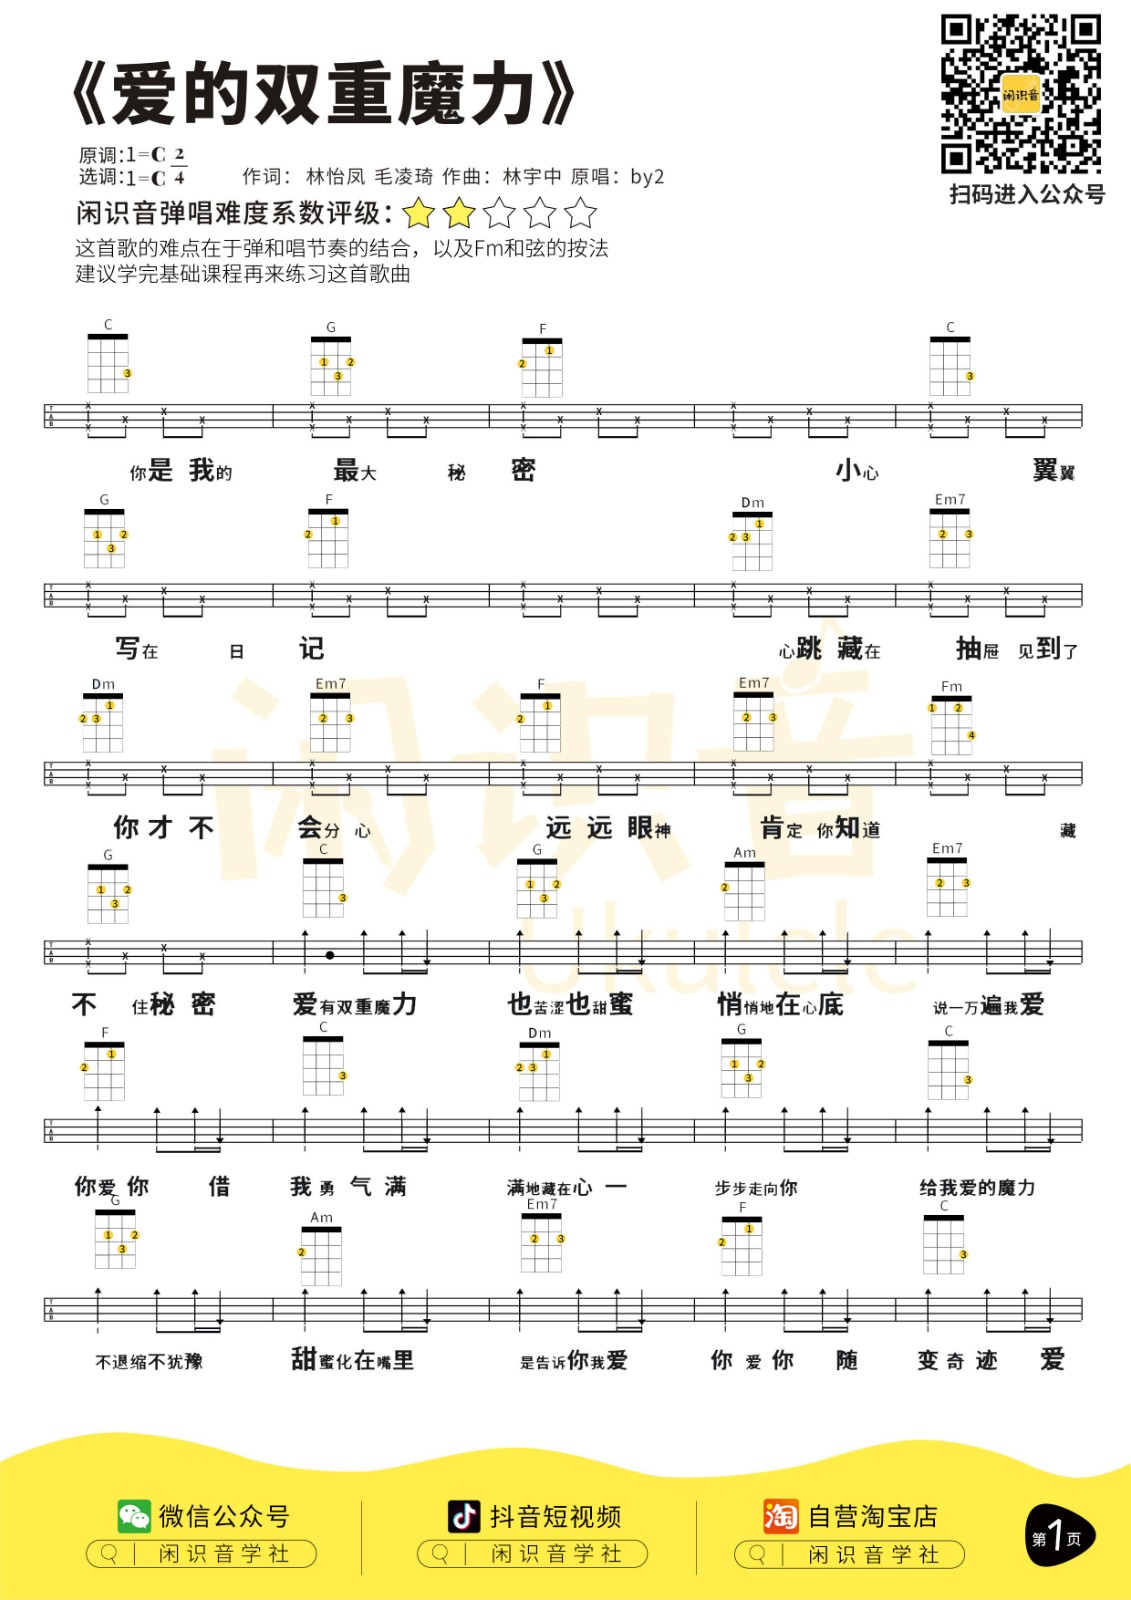 《爱的双重魔力》
闲识音
扫码进入公众号
原调:1=C 2/4
选调:1=C
作词：林怡凤 毛凌琦 作曲：林宇中 原唱：by2
闲识音弹唱难度系数评级：
这首歌的难点在于弹和唱节奏的结合，以及Fm和弦的按法
建议学完基础课程再来练习这首歌曲
C G F C
你是 我的 最大 秘 密 小心 翼翼
G F Dm Em7
写在 日 记 心跳 藏在 抽屉 见到了
Dm Em7 F Em7 Fm
你才不 会分心 远远眼神 肯定你知道 藏
G C G Am Em7
不 住秘密 爱有双重魔力 也苦涩也甜蜜 悄悄地在心底 说一万遍我爱
F C Dm G C
你爱你 借 我勇气满 满地藏在心一 步步走向你 给我爱的魔力
G Am Em7 F C
不退缩不犹豫 甜蜜化在嘴里 是告诉你我爱 你爱你 随 变奇迹 爱
闲识音
Ukulele
微信公众号 抖音短视频 自营淘宝店
闲识音学社 闲识音学社 闲识音学社
淘
第1页